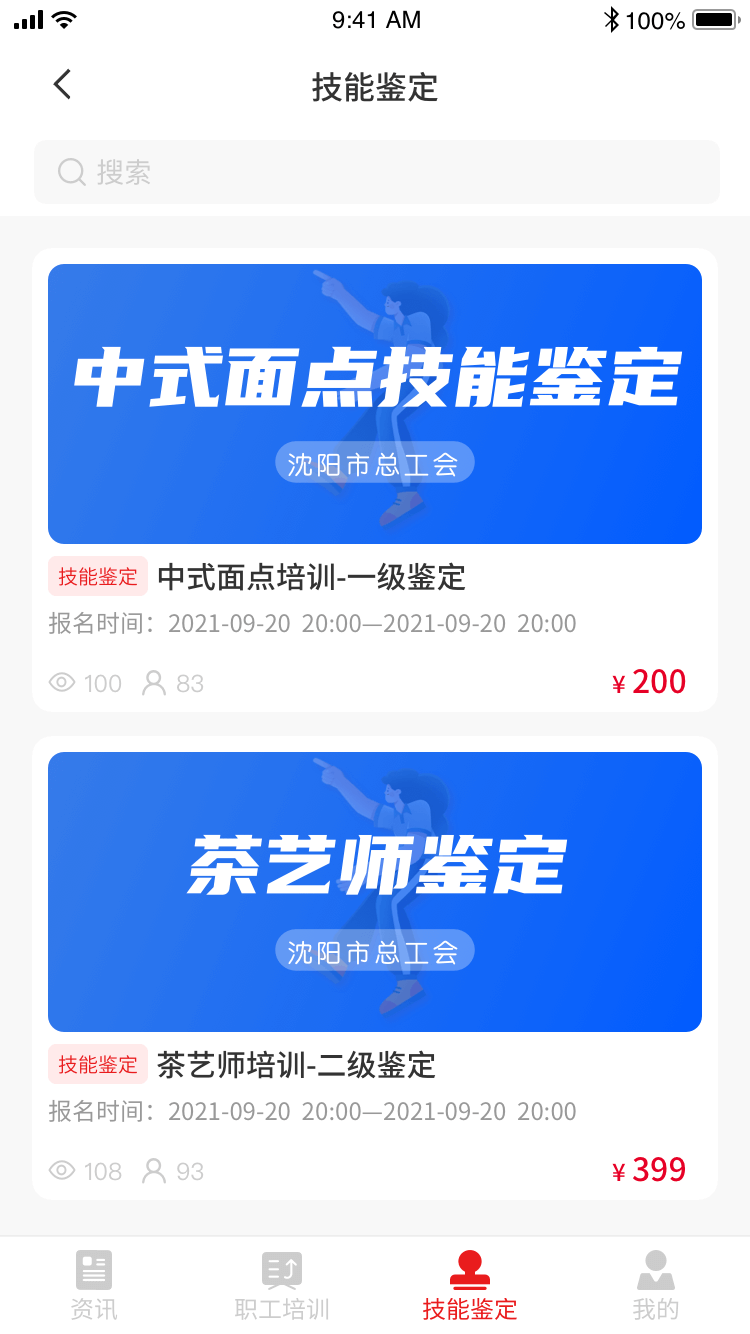 9:41 AM
100%
技能鉴定
搜索
中式面点技能鉴定
沈阳市总工会
技能鉴定 中式面点培训-一级鉴定
报名时间：2021-09-20 20:00—2021-09-20 20:00
100 83 ¥ 200
茶艺师鉴定
沈阳市总工会
技能鉴定 茶艺师培训-二级鉴定
报名时间：2021-09-20 20:00—2021-09-20 20:00
108 93 ¥ 399
资讯 职工培训 技能鉴定 我的